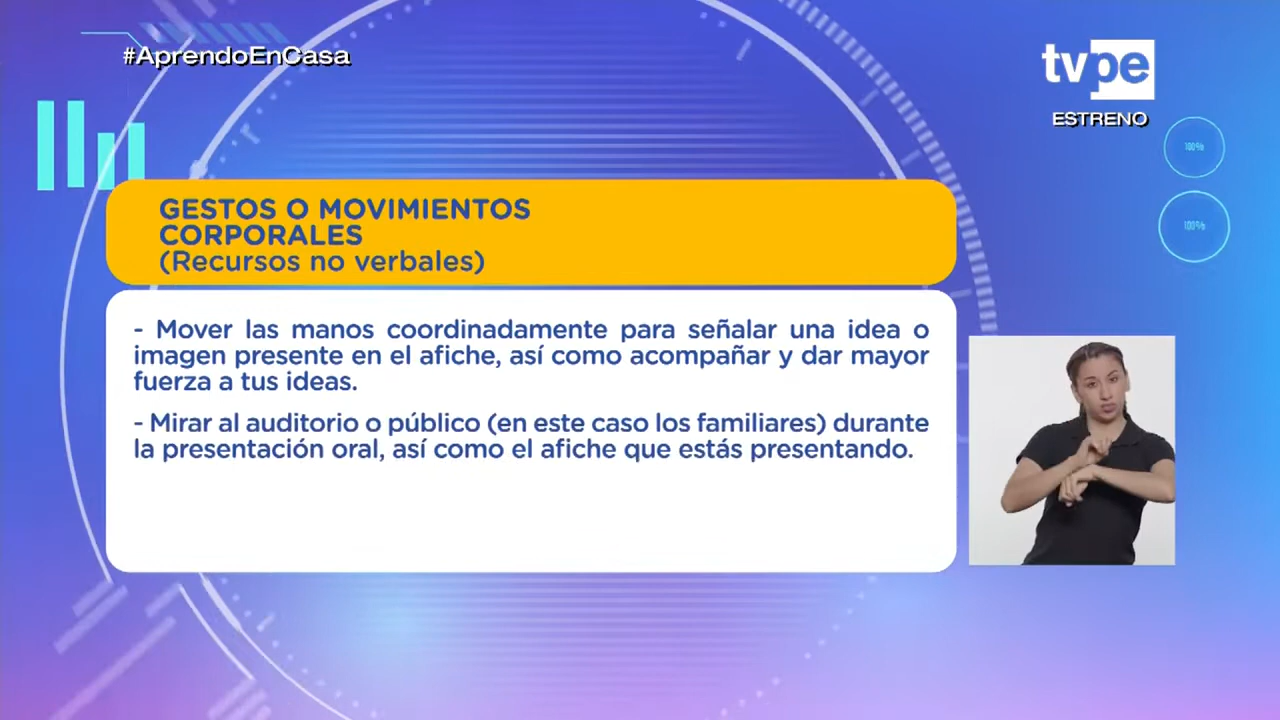 #AprendoEnCasa
tvpe
ESTRENO
100%
100%
GESTOS O MOVIMIENTOS
CORPORALES
(Recursos no verbales)
- Mover las manos coordinadamente para señalar una idea o
imagen presente en el afiche, así como acompañar y dar mayor
fuerza a tus ideas.
- Mirar al auditorio o público (en este caso los familiares) durante
la presentación oral, así como el afiche que estás presentando.